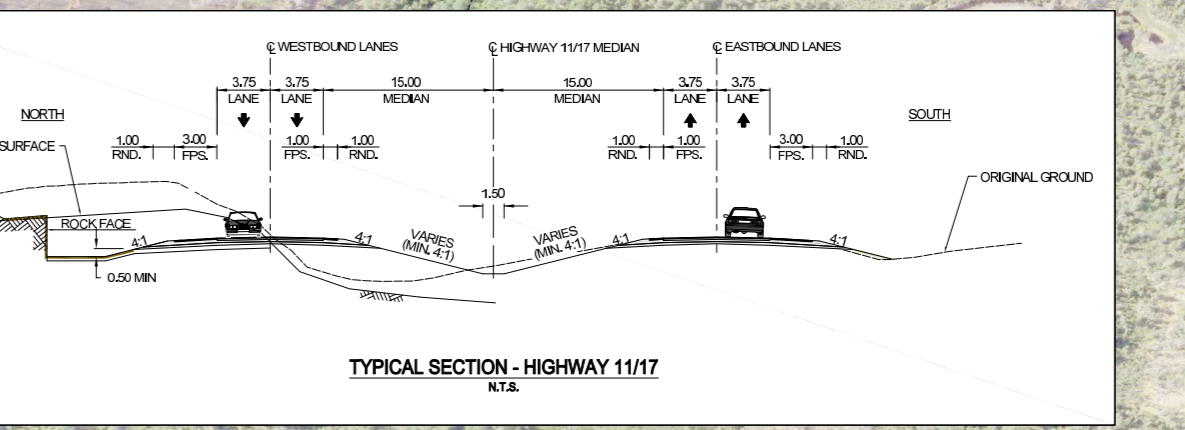 ℄ WESTBOUND LANES
℄ HIGHWAY 11/17 MEDIAN
℄ EASTBOUND LANES
3.75
LANE
3.75
LANE
15.00
MEDIAN
15.00
MEDIAN
3.75
LANE
3.75
LANE
NORTH
SOUTH
SURFACE
1.00
RND.
3.00
FPS.
1.00
FPS.
1.00
RND.
1.00
RND.
1.00
FPS.
3.00
FPS.
1.00
RND.
ORIGINAL GROUND
1.50
ROCK FACE
4:1
4:1
VARIES
(MIN. 4:1)
VARIES
(MIN. 4:1)
4:1
4:1
0.50 MIN
TYPICAL SECTION - HIGHWAY 11/17
N.T.S.